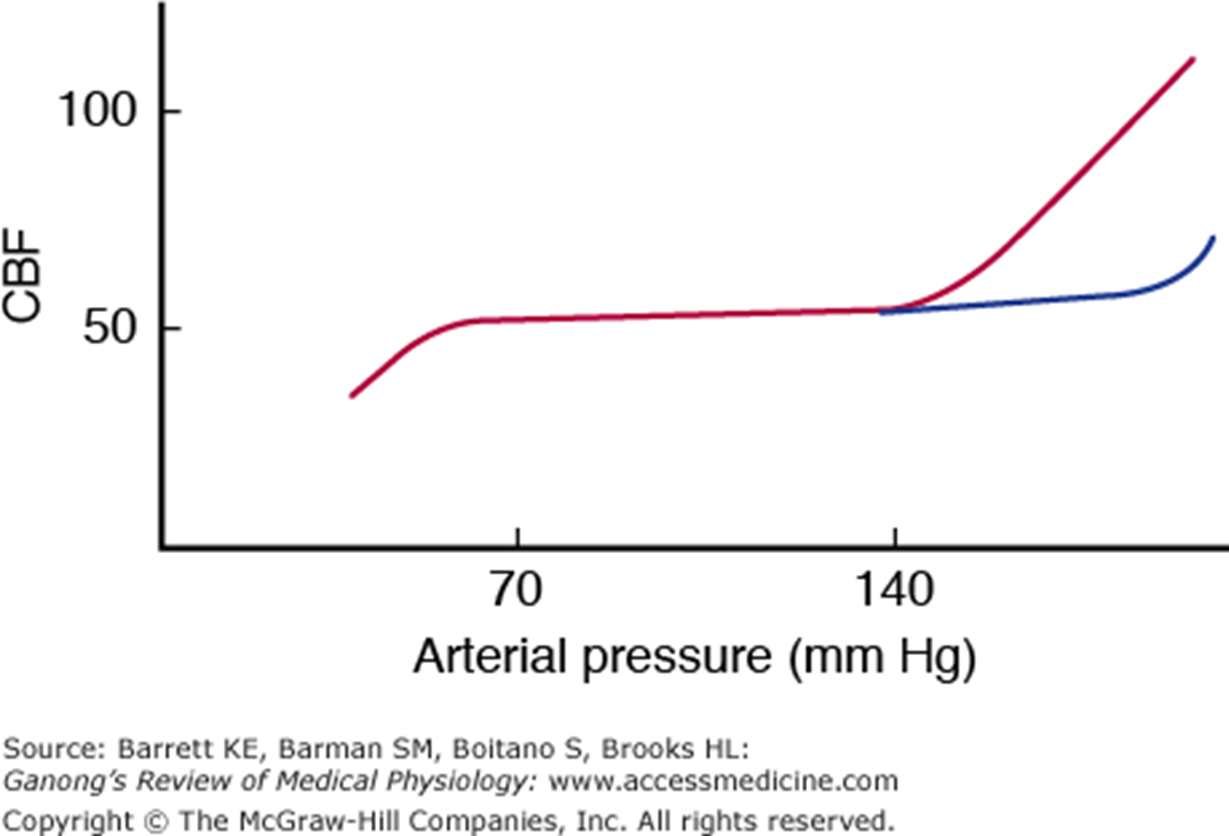 100
CBF
50
70 140
Arterial pressure (mm Hg)
Source: Barrett KE, Barman SM, Boitano S, Brooks HL:
Ganong's Review of Medical Physiology: www.accessmedicine.com
Copyright © The McGraw-Hill Companies, Inc. All rights reserved.